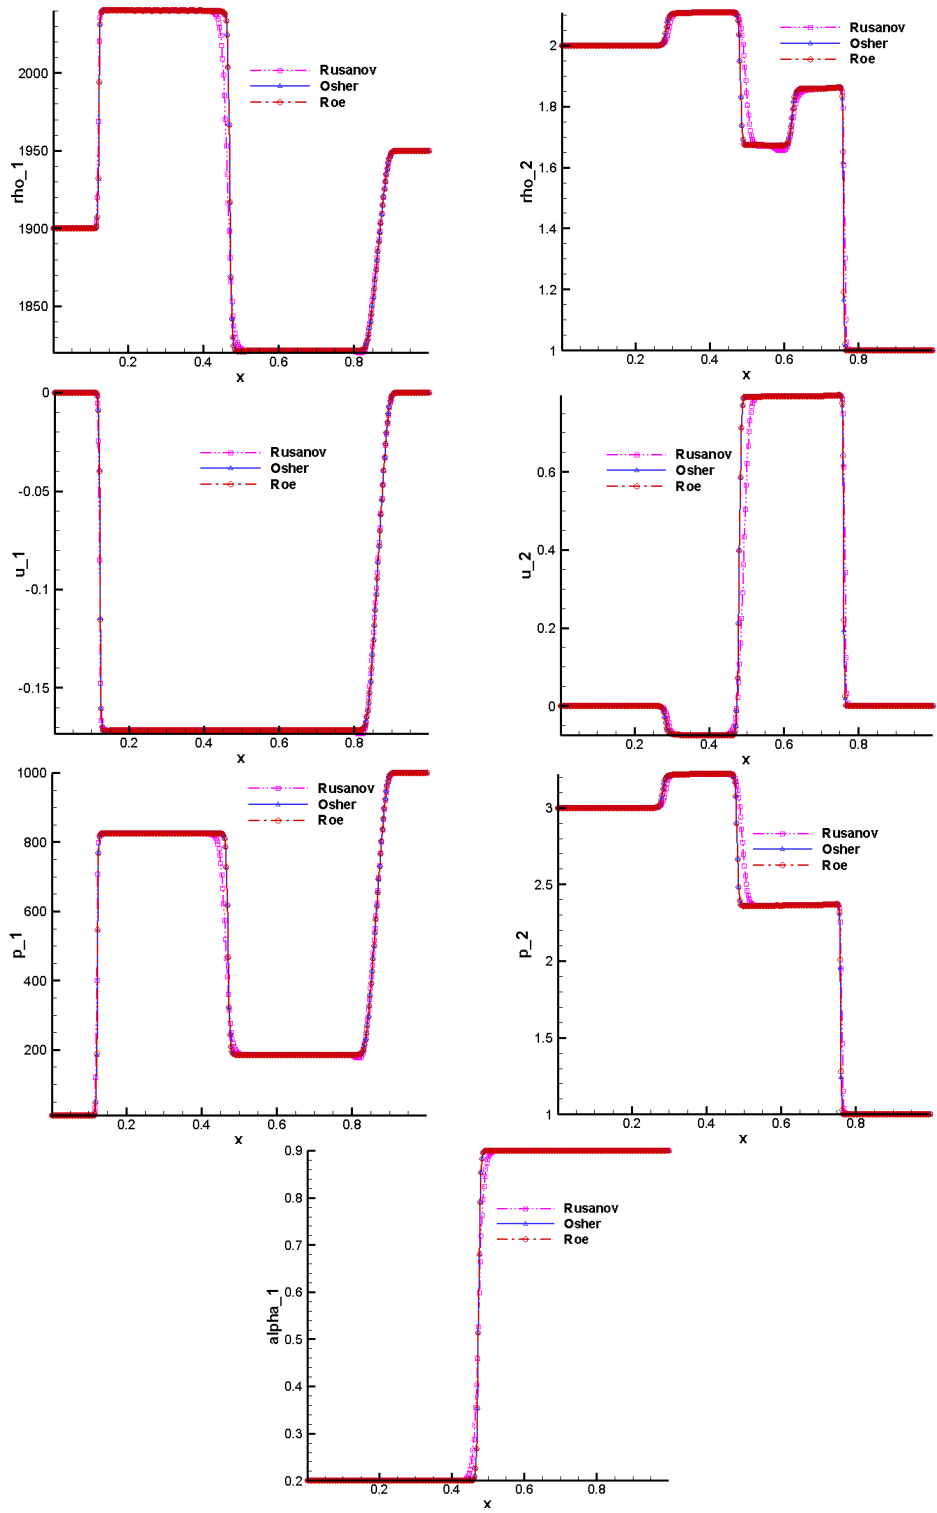 rho_1
2000
1950
1900
1850
0.2
0.4
0.6
0.8
x
Rusanov
Osher
Roe
rho_2
2
1.8
1.6
1.4
1.2
1
0.2
0.4
0.6
0.8
x
Rusanov
Osher
Roe
u_1
0
-0.05
-0.1
-0.15
0.2
0.4
0.6
0.8
x
Rusanov
Osher
Roe
u_2
0.6
0.4
0.2
0
0.2
0.4
0.6
0.8
x
Rusanov
Osher
Roe
p_1
1000
800
600
400
200
0.2
0.4
0.6
0.8
x
Rusanov
Osher
Roe
p_2
3
2.5
2
1.5
1
0.2
0.4
0.6
0.8
x
Rusanov
Osher
Roe
alpha_1
0.9
0.8
0.7
0.6
0.5
0.4
0.3
0.2
0.2
0.4
0.6
0.8
x
Rusanov
Osher
Roe